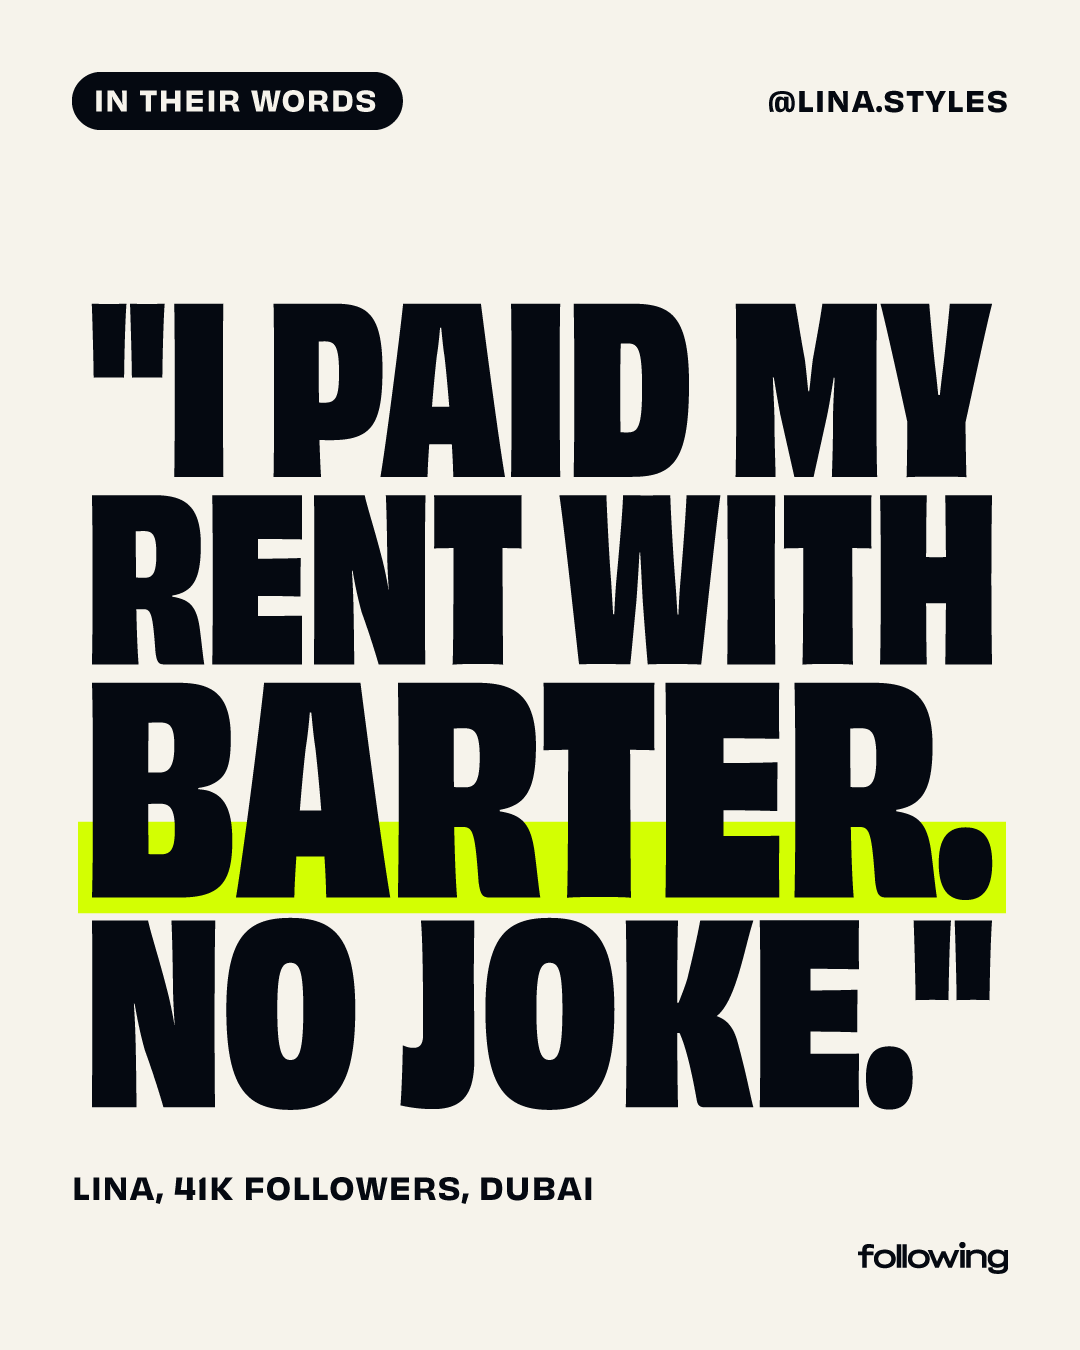 IN THEIR WORDS
@LINA.STYLES
"I PAID MY
RENT WITH
BARTER.
NO JOKE."
LINA, 41K FOLLOWERS, DUBAI
following